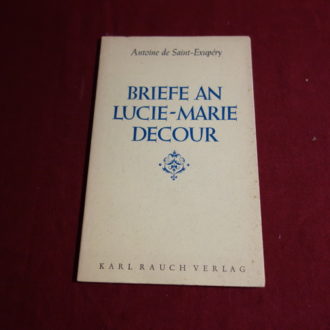 Antoine de Saint-Exupéry
BRIEFE AN
LUCIE-MARIE
DECOUR
KARL RAUCH VERLAG